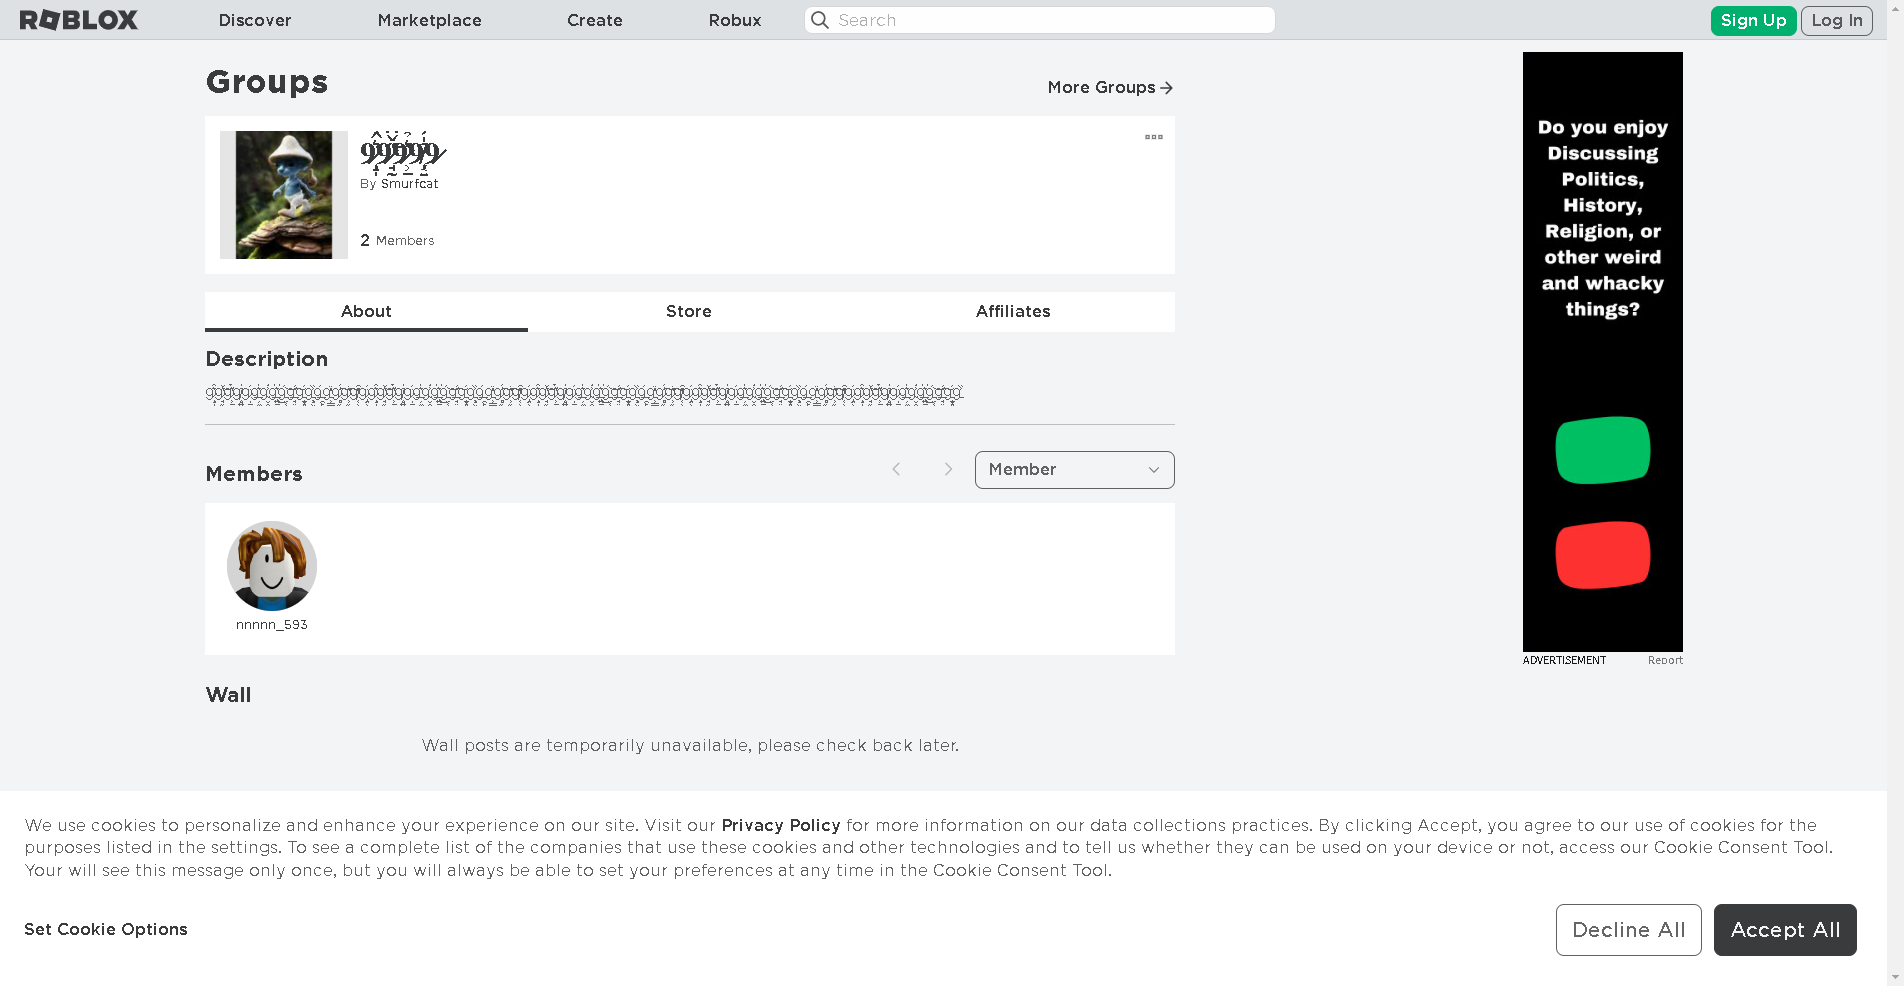 ROBLOX
Discover
Marketplace
Create
Robux
Search
Sign Up
Log In
Groups
More Groups
By Smurfcat
2 Members
About
Store
Affiliates
Description
Members
Member
nnnnn_593
Wall
Wall posts are temporarily unavailable, please check back later.
Do you enjoy
Discussing
Politics,
History,
Religion, or
other weird
and whacky
things?
ADVERTISEMENT
Report
We use cookies to personalize and enhance your experience on our site. Visit our Privacy Policy for more information on our data collections practices. By clicking Accept, you agree to our use of cookies for the
purposes listed in the settings. To see a complete list of the companies that use these cookies and other technologies and to tell us whether they can be used on your device or not, access our Cookie Consent Tool.
Your will see this message only once, but you will always be able to set your preferences at any time in the Cookie Consent Tool.
Set Cookie Options
Decline All
Accept All